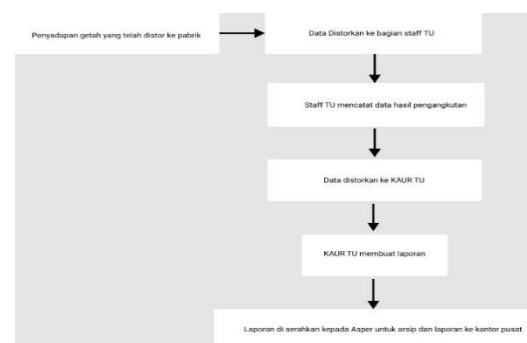 Penyadapan getah yang telah distor ke pabrik
Data Distorkan ke bagian staff TU
Staff TU mencatat data hasil pengangkutan
Data distorkan ke KAUR TU
KAUR TU membuat laporan
Laporan di serahkan kepada Asper untuk arsip dan laporan ke kantor pusat